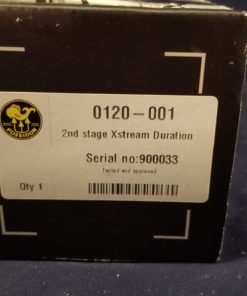 POSEIDON
0120-001
2nd stage Xstream Duration
Serial no:900033
Tested and approved
Qty 1